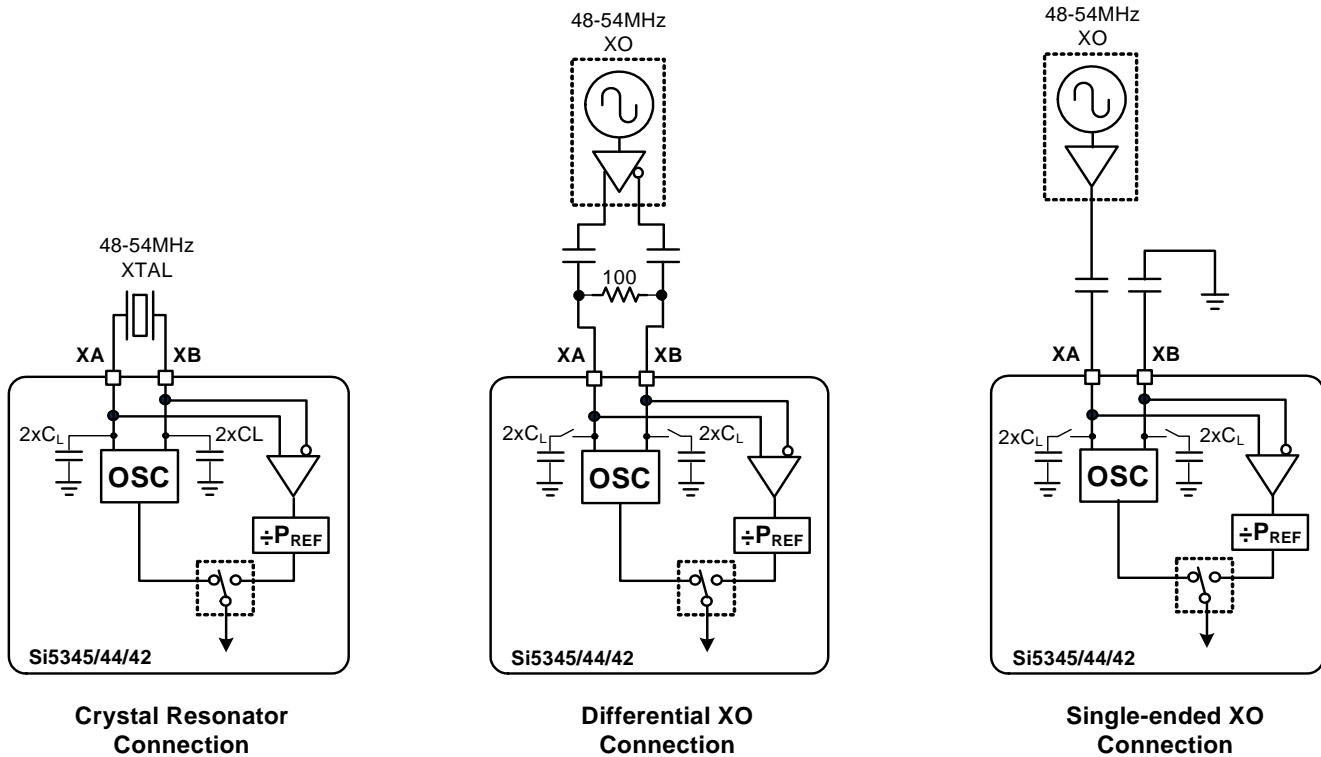 48-54MHz
XTAL
XA
XB
2xCL
2xCL
OSC
÷PREF
Si5345/44/42
Crystal Resonator
Connection
48-54MHz
XO
100
XA
XB
2xCL
2xCL
OSC
÷PREF
Si5345/44/42
Differential XO
Connection
48-54MHz
XO
XA
XB
2xCL
2xCL
OSC
÷PREF
Si5345/44/42
Single-ended XO
Connection